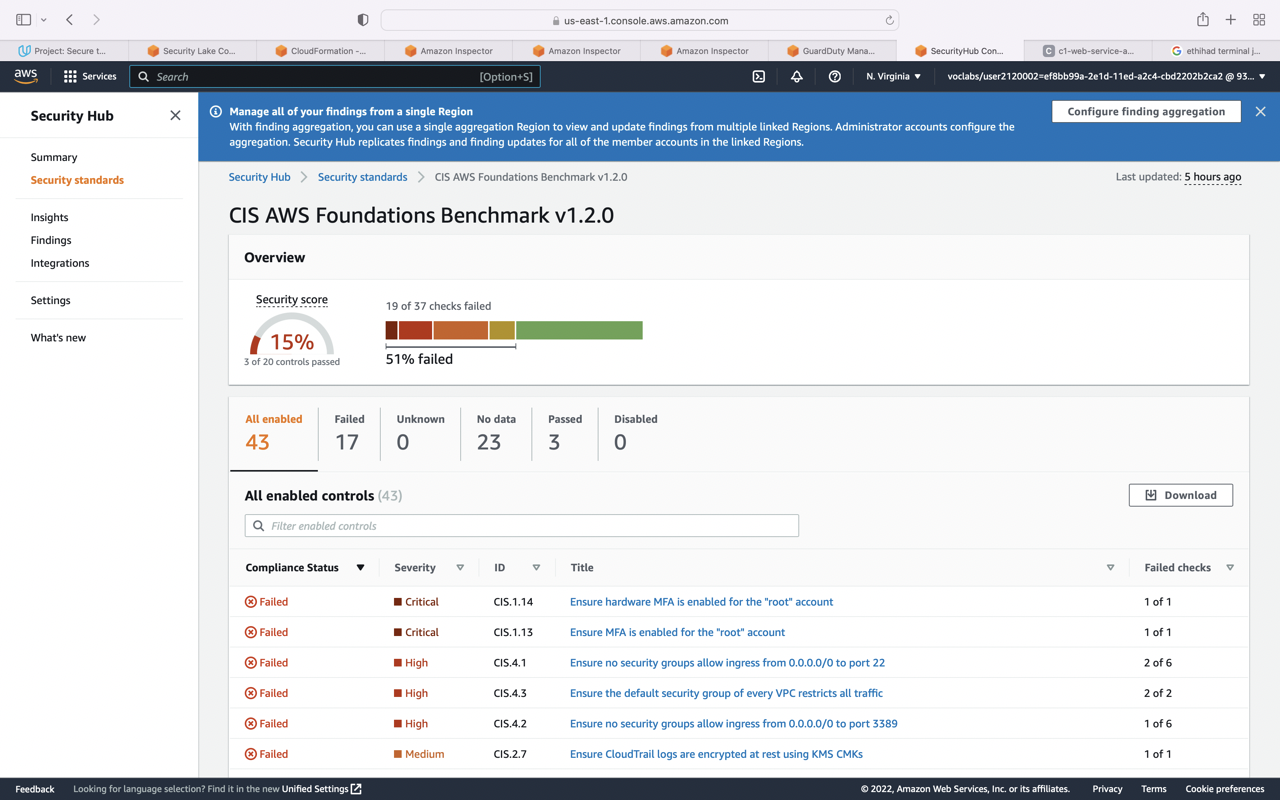 us-east-1.console.aws.amazon.com
Project: Secure t...
Security Lake Co...
CloudFormation -...
Amazon Inspector
Amazon Inspector
Amazon Inspector
GuardDuty Mana...
SecurityHub Con...
c1-web-service-a...
ethihad terminal j...
aws
Services
Search
[Option+S]
N. Virginia
voclabs/user2120002=ef8bb99a-2e1d-11ed-a2c4-cbd2202b2ca2 @ 93...
Security Hub
Summary
Security standards
Insights
Findings
Integrations
Settings
What's new
Manage all of your findings from a single Region
With finding aggregation, you can use a single aggregation Region to view and update findings from multiple linked Regions. Administrator accounts configure the
aggregation. Security Hub replicates findings and finding updates for all of the member accounts in the linked Regions.
Configure finding aggregation
Security Hub
Security standards
CIS AWS Foundations Benchmark v1.2.0
Last updated: 5 hours ago
CIS AWS Foundations Benchmark v1.2.0
Overview
Security score
15%
3 of 20 controls passed
19 of 37 checks failed
51% failed
All enabled
43
Failed
17
Unknown
0
No data
23
Passed
3
Disabled
0
All enabled controls (43)
Download
Filter enabled controls
Compliance Status Severity ID Title Failed checks
Failed Critical CIS.1.14 Ensure hardware MFA is enabled for the "root" account 1 of 1
Failed Critical CIS.1.13 Ensure MFA is enabled for the "root" account 1 of 1
Failed High CIS.4.1 Ensure no security groups allow ingress from 0.0.0.0/0 to port 22 2 of 6
Failed High CIS.4.3 Ensure the default security group of every VPC restricts all traffic 2 of 2
Failed High CIS.4.2 Ensure no security groups allow ingress from 0.0.0.0/0 to port 3389 1 of 6
Failed Medium CIS.2.7 Ensure CloudTrail logs are encrypted at rest using KMS CMKs 1 of 1
Feedback
Looking for language selection? Find it in the new Unified Settings
© 2022, Amazon Web Services, Inc. or its affiliates.
Privacy
Terms
Cookie preferences